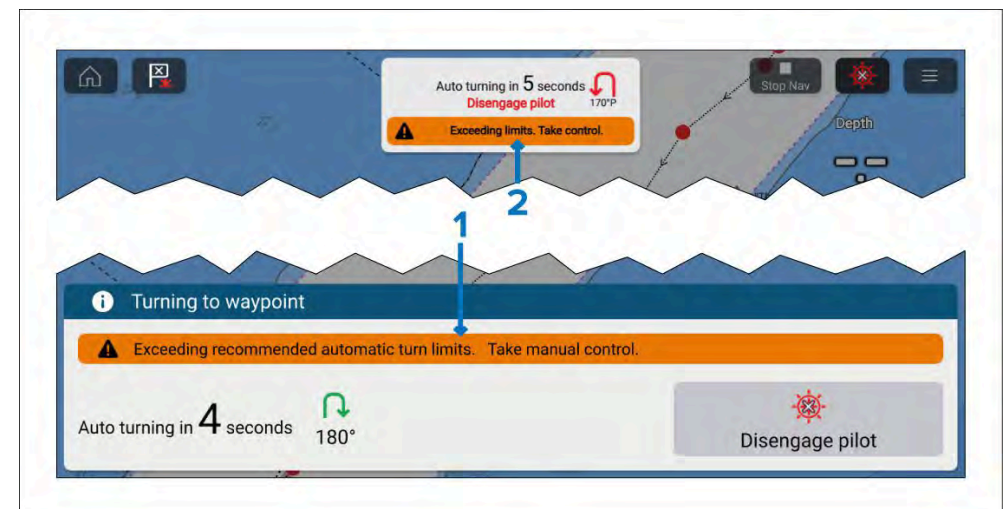 Auto turning in 5 seconds
Disengage pilot
170°P
Exceeding limits. Take control.
Stop Nav
Depth
2
1
Turning to waypoint
Exceeding recommended automatic turn limits. Take manual control.
Auto turning in 4 seconds
180°
Disengage pilot